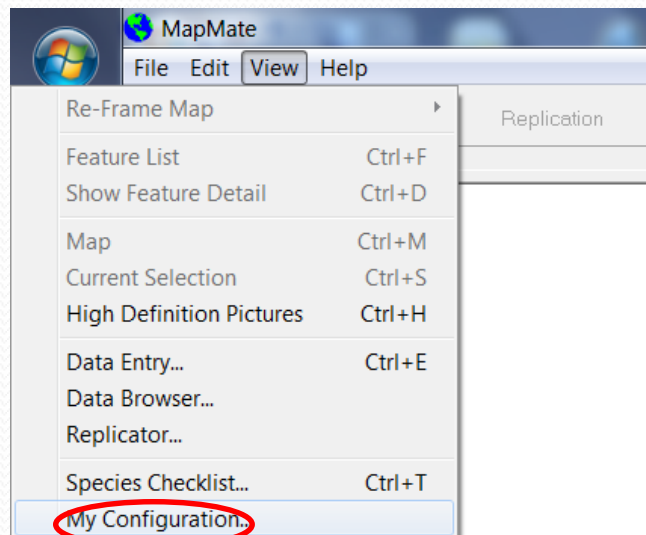 MapMate
File Edit View Help
Re-Frame Map
Replication
Feature List Ctrl+F
Show Feature Detail Ctrl+D
Map Ctrl+M
Current Selection Ctrl+S
High Definition Pictures Ctrl+H
Data Entry... Ctrl+E
Data Browser...
Replicator...
Species Checklist... Ctrl+T
My Configuration...